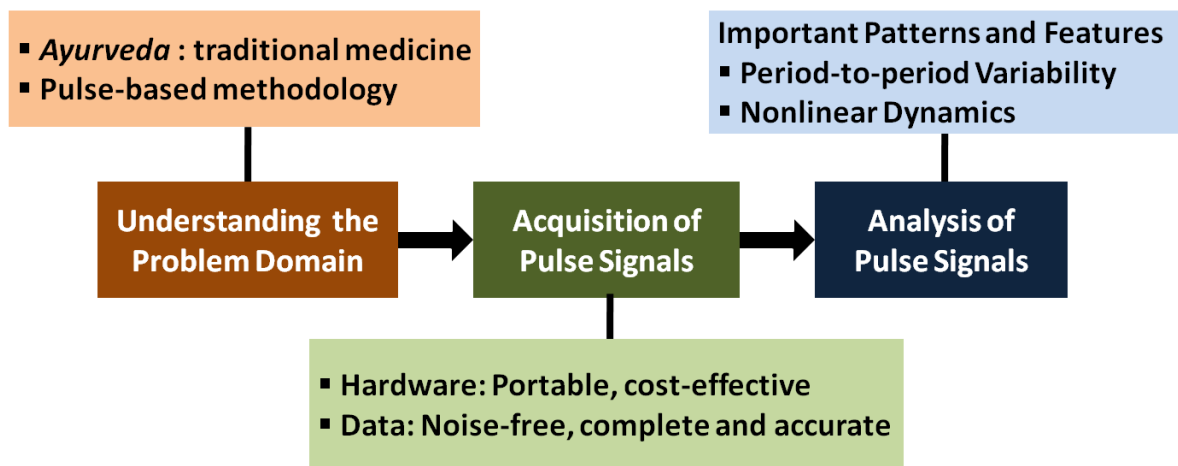 ▪ Ayurveda : traditional medicine
▪ Pulse-based methodology
Important Patterns and Features
▪ Period-to-period Variability
▪ Nonlinear Dynamics
Understanding the
Problem Domain
Acquisition of
Pulse Signals
Analysis of
Pulse Signals
▪ Hardware: Portable, cost-effective
▪ Data: Noise-free, complete and accurate